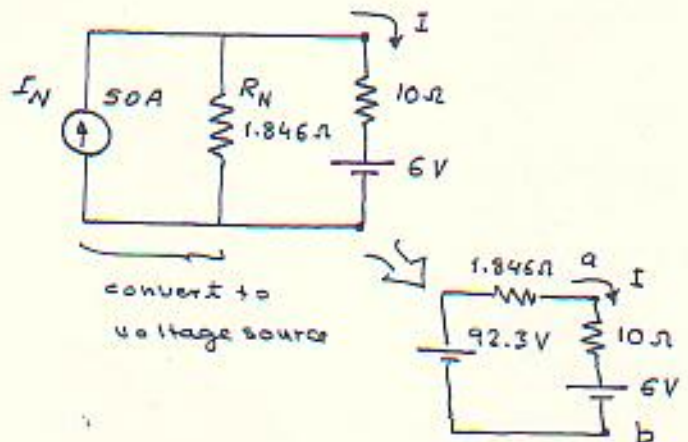 I
I_N 50A R_N 10Ω
1.846Ω
6V
convert to
voltage source
1.846Ω a I
92.3V 10Ω
6V
b